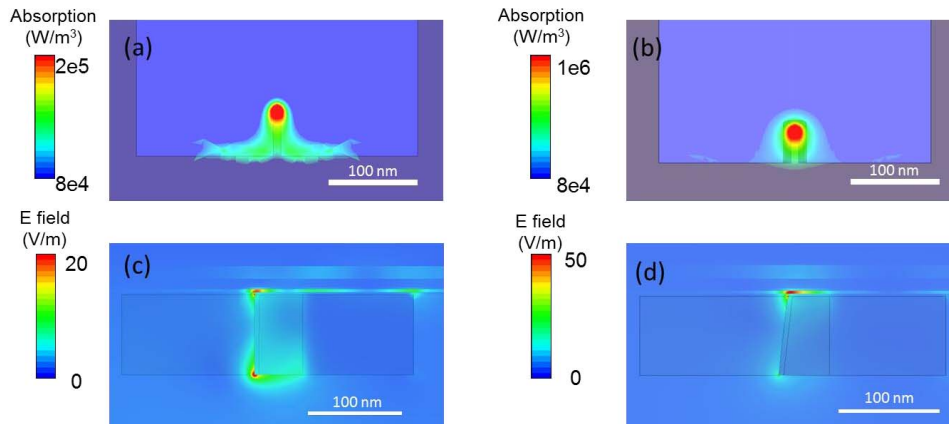 Absorption
(W/m³)
2e5
8e4
(a)
100 nm
Absorption
(W/m³)
1e6
8e4
(b)
100 nm
E field
(V/m)
20
0
(c)
100 nm
E field
(V/m)
50
0
(d)
100 nm